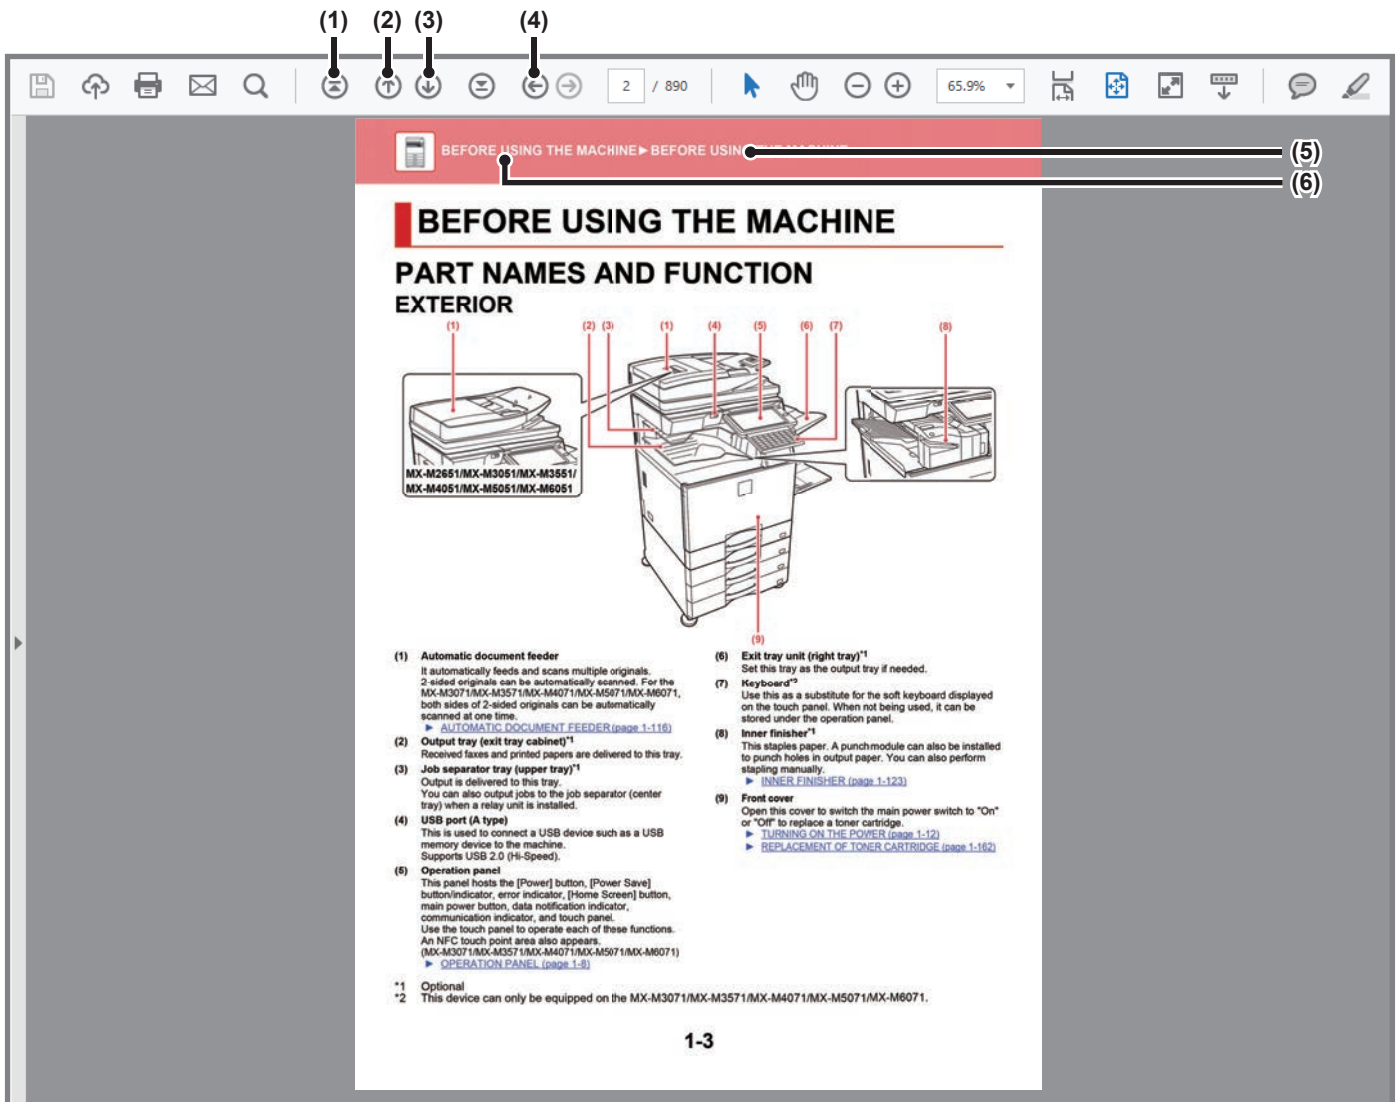 (1) (2) (3) (4)
2 / 890 65.9%
BEFORE USING THE MACHINE►BEFORE USING THE MACHINE
(5)
(6)
BEFORE USING THE MACHINE
PART NAMES AND FUNCTION
EXTERIOR
(1) (2) (3) (1) (4) (5) (6) (7) (8)
MX-M2651/MX-M3051/MX-M3551/
MX-M4051/MX-M5051/MX-M6051
(9)
(1) Automatic document feeder
It automatically feeds and scans multiple originals.
2-sided originals can be automatically scanned. For the
MX-M3071/MX-M3571/MX-M4071/MX-M5071/MX-M6071,
both sides of 2-sided originals can be automatically
scanned at one time.
► AUTOMATIC DOCUMENT FEEDER (page 1-116)
(2) Output tray (exit tray cabinet)*1
Received faxes and printed papers are delivered to this tray.
(3) Job separator tray (upper tray)*1
Output is delivered to this tray.
You can also output jobs to the job separator (center
tray) when a relay unit is installed.
(4) USB port (A type)
This is used to connect a USB device such as a USB
memory device to the machine.
Supports USB 2.0 (Hi-Speed).
(5) Operation panel
This panel hosts the [Power] button, [Power Save]
button/indicator, error indicator, [Home Screen] button,
main power button, data notification indicator,
communication indicator, and touch panel.
Use the touch panel to operate each of these functions.
An NFC touch point area also appears.
(MX-M3071/MX-M3571/MX-M4071/MX-M5071/MX-M6071)
► OPERATION PANEL (page 1-8)
(6) Exit tray unit (right tray)*1
Set this tray as the output tray if needed.
(7) Keyboard*2
Use this as a substitute for the soft keyboard displayed
on the touch panel. When not being used, it can be
stored under the operation panel.
(8) Inner finisher*1
This staples paper. A punch module can also be installed
to punch holes in output paper. You can also perform
stapling manually.
► INNER FINISHER (page 1-123)
(9) Front cover
Open this cover to switch the main power switch to "On"
or "Off" to replace a toner cartridge.
► TURNING ON THE POWER (page 1-12)
► REPLACEMENT OF TONER CARTRIDGE (page 1-162)
*1 Optional
*2 This device can only be equipped on the MX-M3071/MX-M3571/MX-M4071/MX-M5071/MX-M6071.
1-3